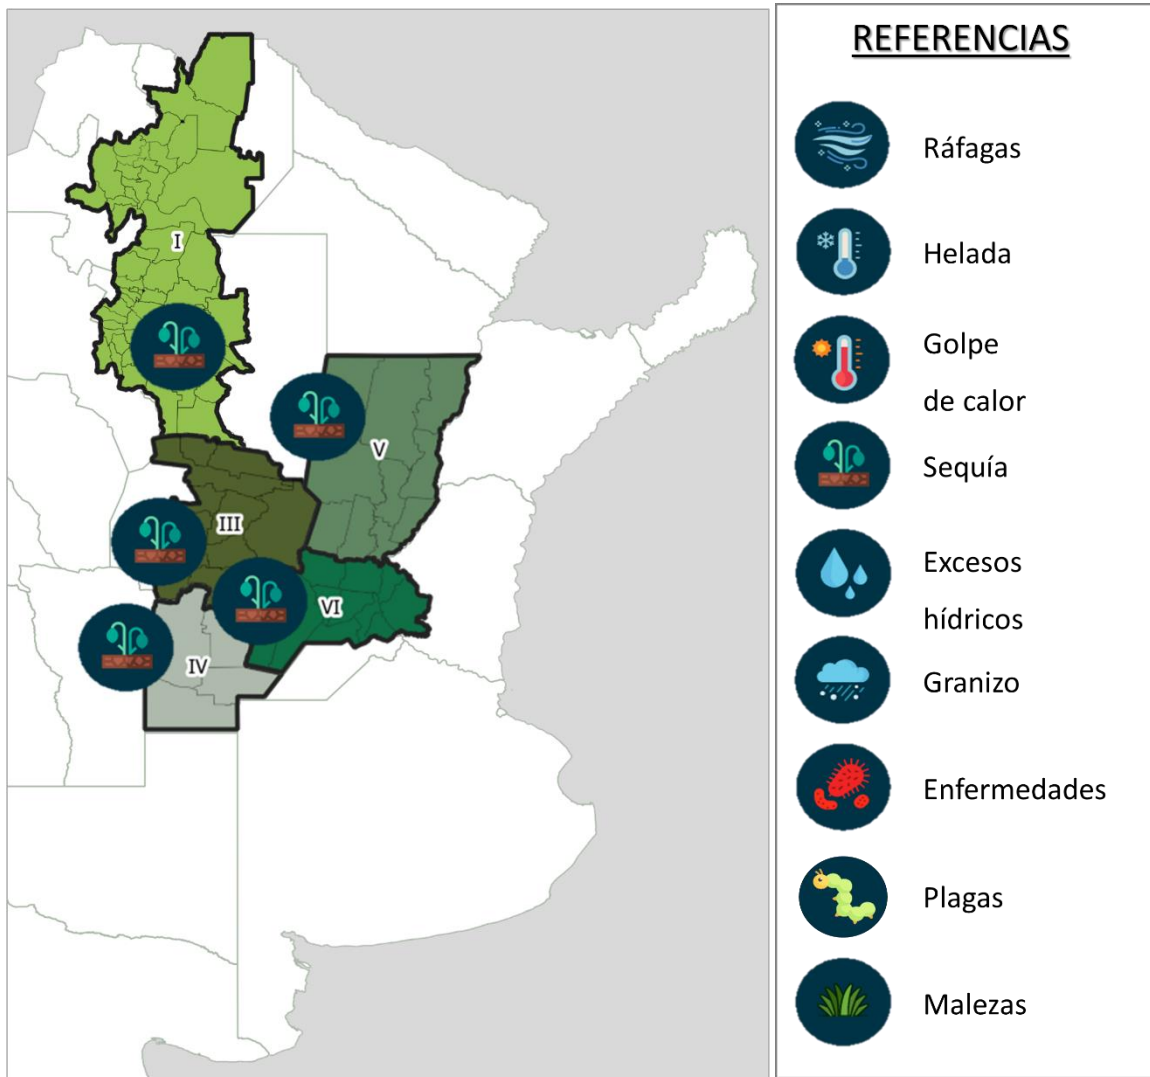 REFERENCIAS
Ráfagas
Helada
Golpe
de calor
Sequía
Excesos
hídricos
Granizo
Enfermedades
Plagas
Malezas
I
V
III
VI
IV